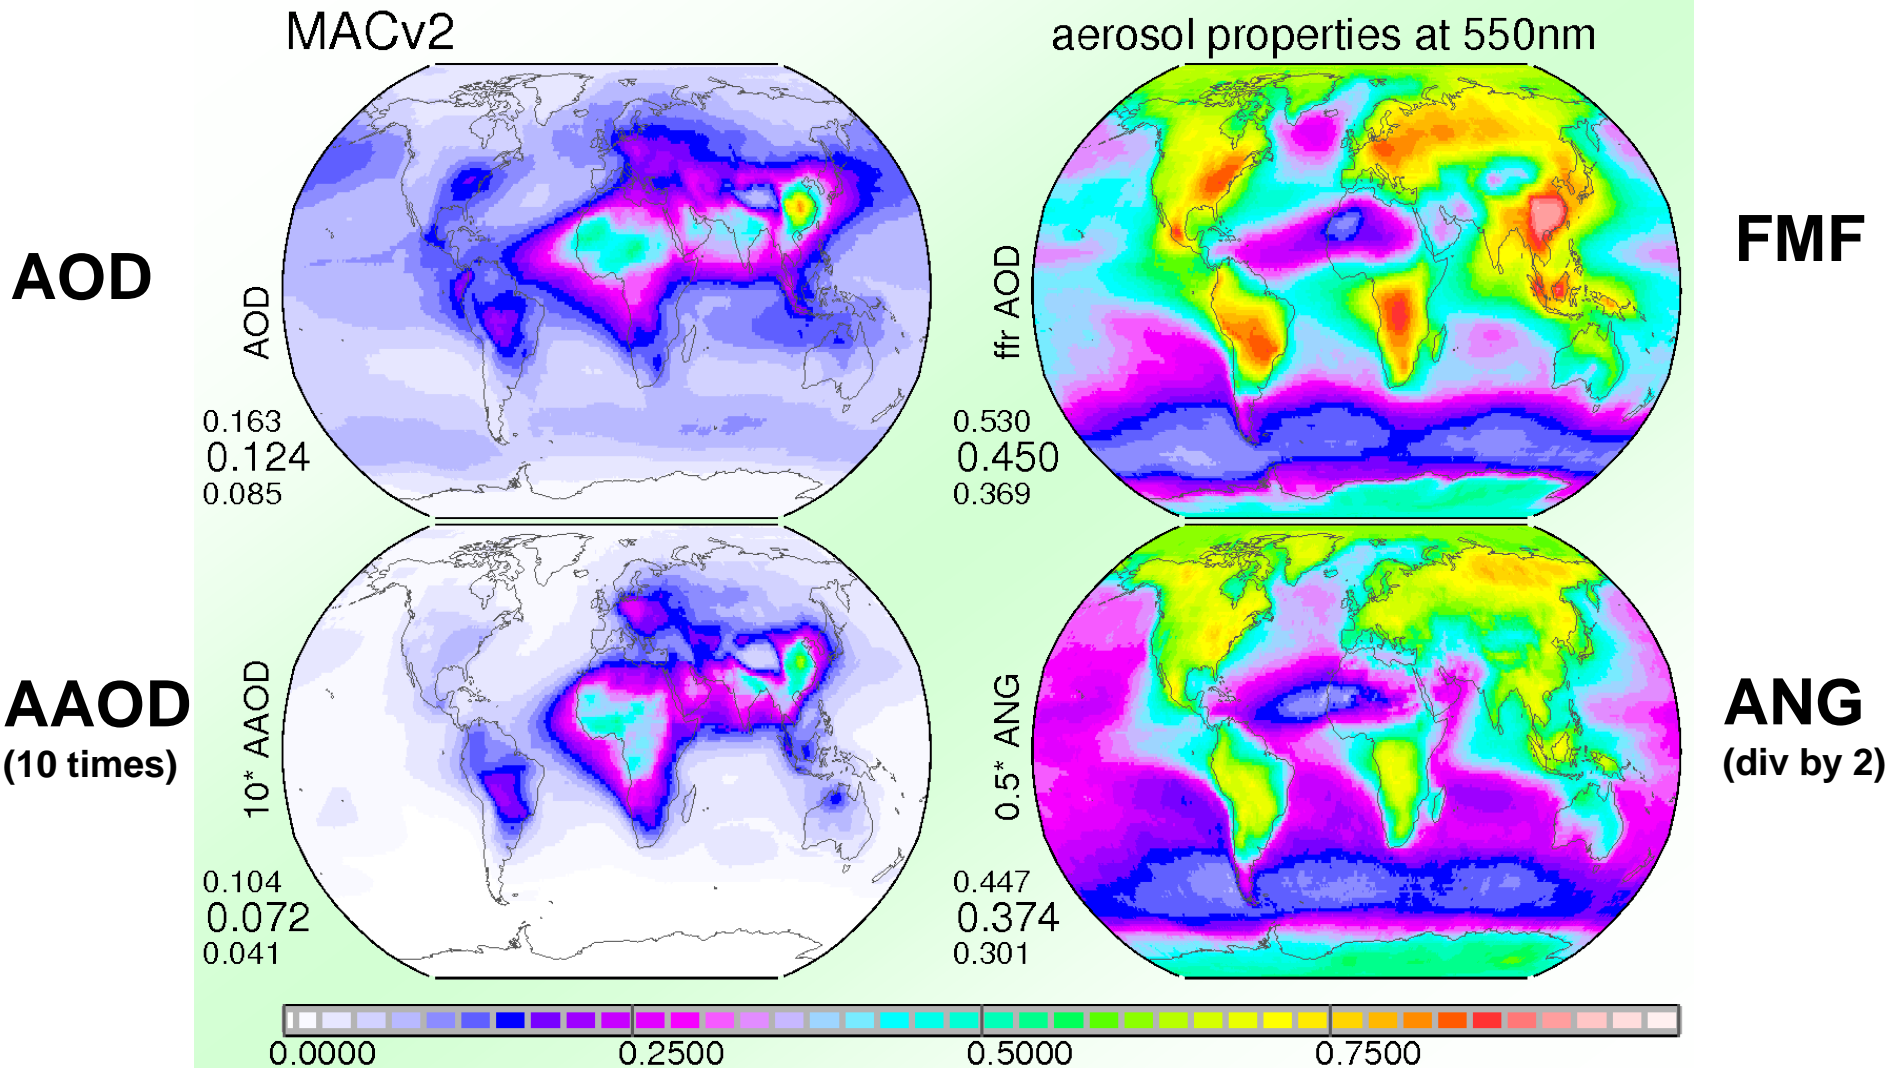 MACv2
aerosol properties at 550nm
AOD
AOD
0.163
0.124
0.085
ffr AOD
0.530
0.450
0.369
FMF
AAOD
(10 times)
10* AAOD
0.104
0.072
0.041
0.5* ANG
0.447
0.374
0.301
ANG
(div by 2)
0.0000 0.2500 0.5000 0.7500